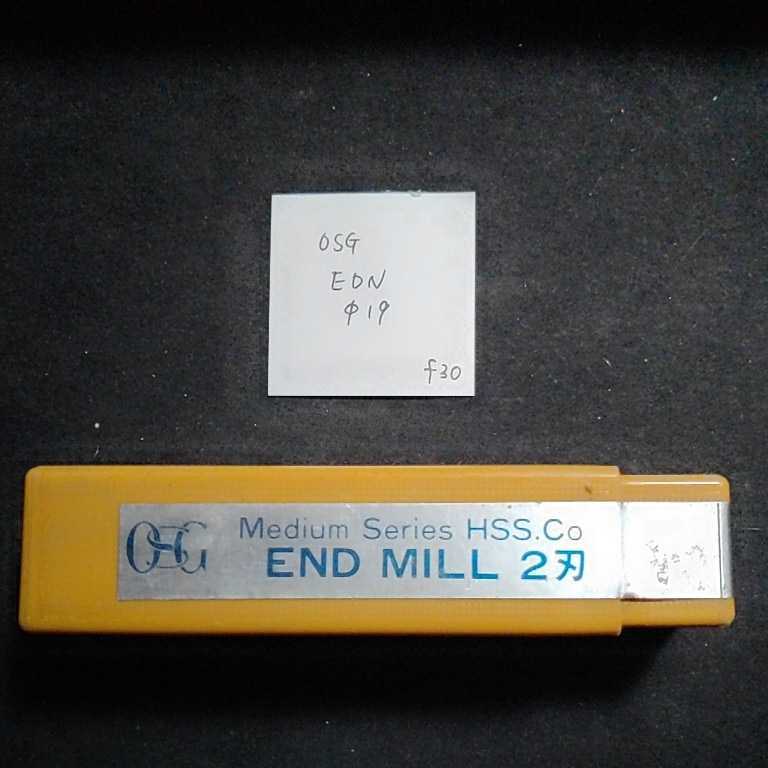 OSG
EDN
φ19
f30
OSG Medium Series HSS.Co
END MILL 2刃